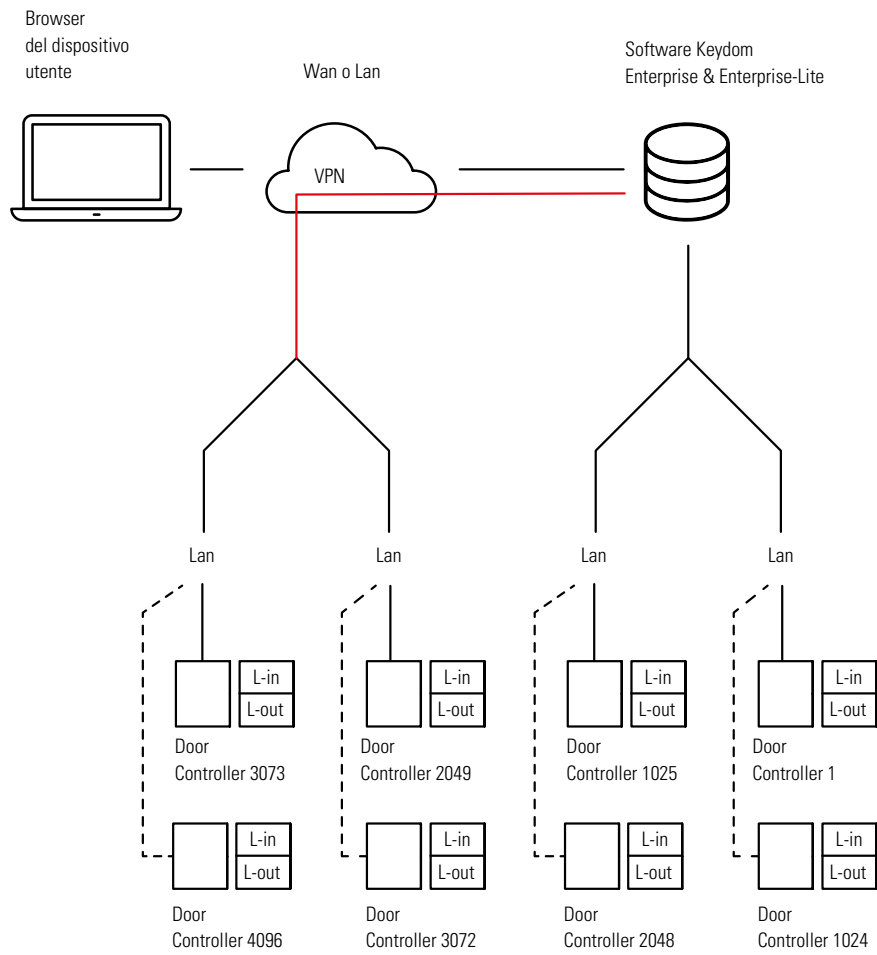 Browser
del dispositivo
utente
Wan o Lan
Software Keydom
Enterprise & Enterprise-Lite
VPN
Lan
Lan
Lan
Lan
L-in
L-out
L-in
L-out
L-in
L-out
L-in
L-out
Door
Controller 3073
Door
Controller 2049
Door
Controller 1025
Door
Controller 1
L-in
L-out
L-in
L-out
L-in
L-out
L-in
L-out
Door
Controller 4096
Door
Controller 3072
Door
Controller 2048
Door
Controller 1024